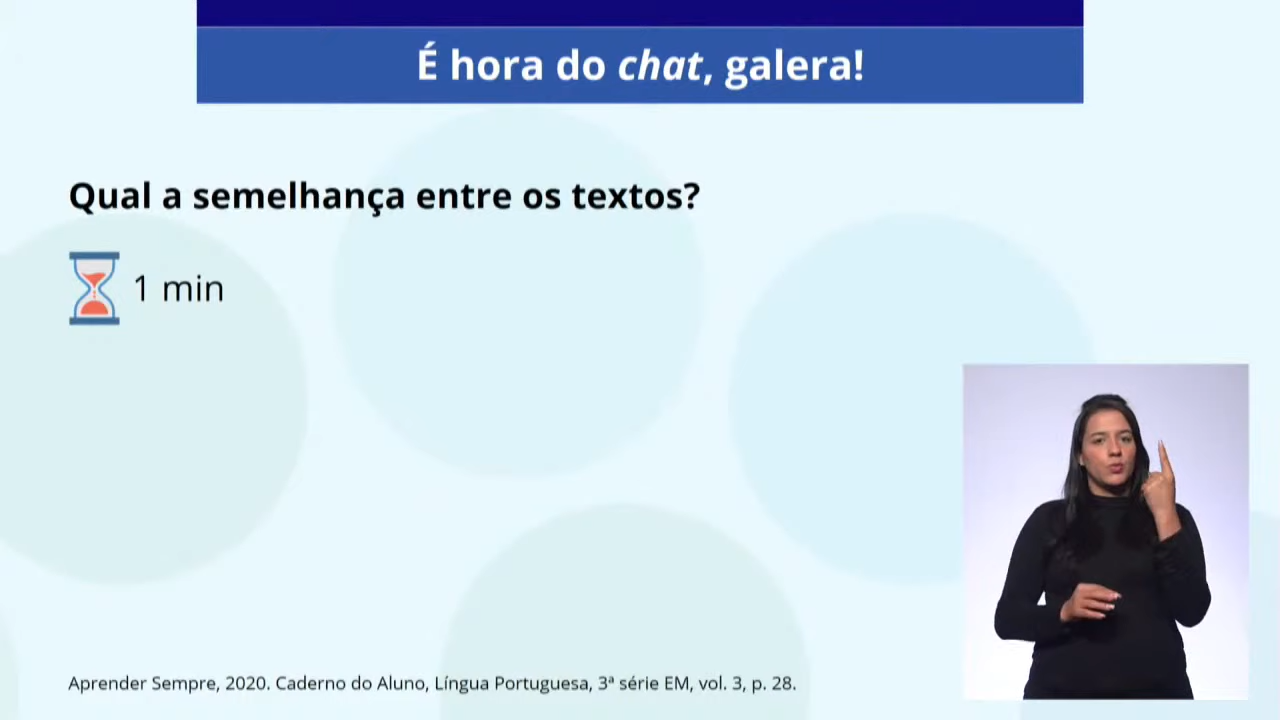 É hora do chat, galera!
Qual a semelhança entre os textos?
1 min
Aprender Sempre, 2020. Caderno do Aluno, Língua Portuguesa, 3ª série EM, vol. 3, p. 28.